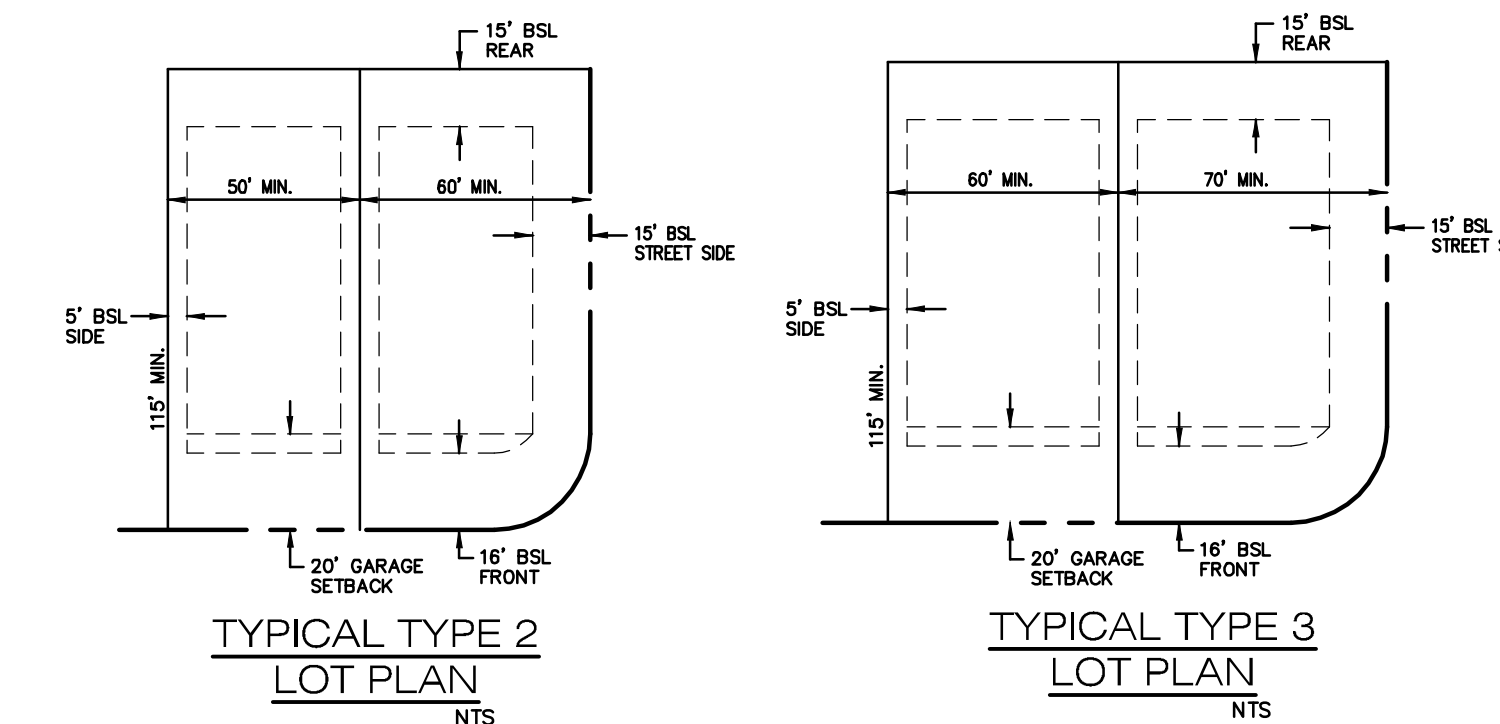 15' BSL
REAR
50' MIN.
60' MIN.
15' BSL
STREET SIDE
5' BSL
SIDE
115' MIN.
20' GARAGE
SETBACK
16' BSL
FRONT
TYPICAL TYPE 2
LOT PLAN
NTS
15' BSL
REAR
60' MIN.
70' MIN.
15' BSL
STREET S
5' BSL
SIDE
115' MIN.
20' GARAGE
SETBACK
16' BSL
FRONT
TYPICAL TYPE 3
LOT PLAN
NTS